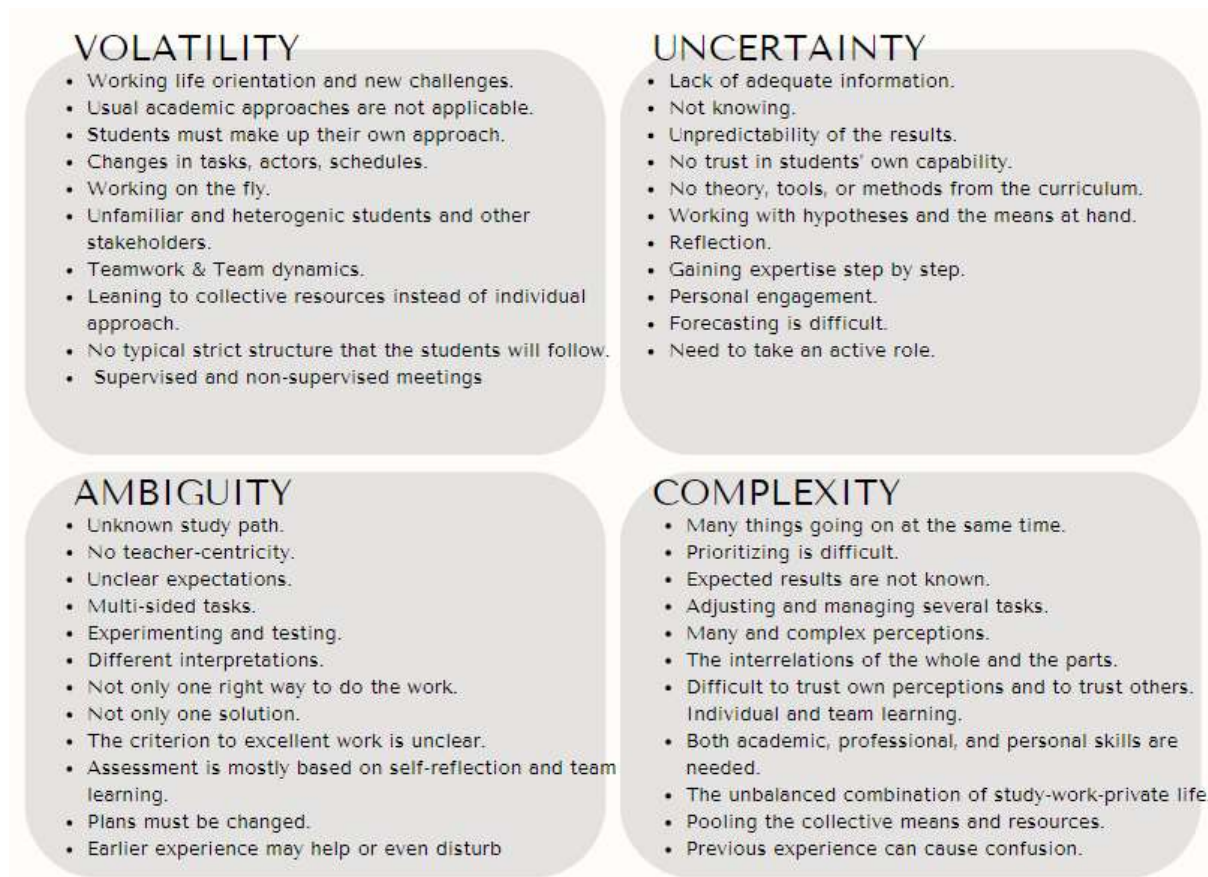 VOLATILITY
• Working life orientation and new challenges.
• Usual academic approaches are not applicable.
• Students must make up their own approach.
• Changes in tasks, actors, schedules.
• Working on the fly.
• Unfamiliar and heterogenic students and other
stakeholders.
• Teamwork & Team dynamics.
• Leaning to collective resources instead of individual
approach.
• No typical strict structure that the students will follow.
• Supervised and non-supervised meetings
UNCERTAINTY
• Lack of adequate information.
• Not knowing.
• Unpredictability of the results.
• No trust in students' own capability.
• No theory, tools, or methods from the curriculum.
• Working with hypotheses and the means at hand.
• Reflection.
• Gaining expertise step by step.
• Personal engagement.
• Forecasting is difficult.
• Need to take an active role.
AMBIGUITY
• Unknown study path.
• No teacher-centricity.
• Unclear expectations.
• Multi-sided tasks.
• Experimenting and testing.
• Different interpretations.
• Not only one right way to do the work.
• Not only one solution.
• The criterion to excellent work is unclear.
• Assessment is mostly based on self-reflection and team
learning.
• Plans must be changed.
• Earlier experience may help or even disturb
COMPLEXITY
• Many things going on at the same time.
• Prioritizing is difficult.
• Expected results are not known.
• Adjusting and managing several tasks.
• Many and complex perceptions.
• The interrelations of the whole and the parts.
• Difficult to trust own perceptions and to trust others.
Individual and team learning.
• Both academic, professional, and personal skills are
needed.
• The unbalanced combination of study-work-private life
• Pooling the collective means and resources.
• Previous experience can cause confusion.